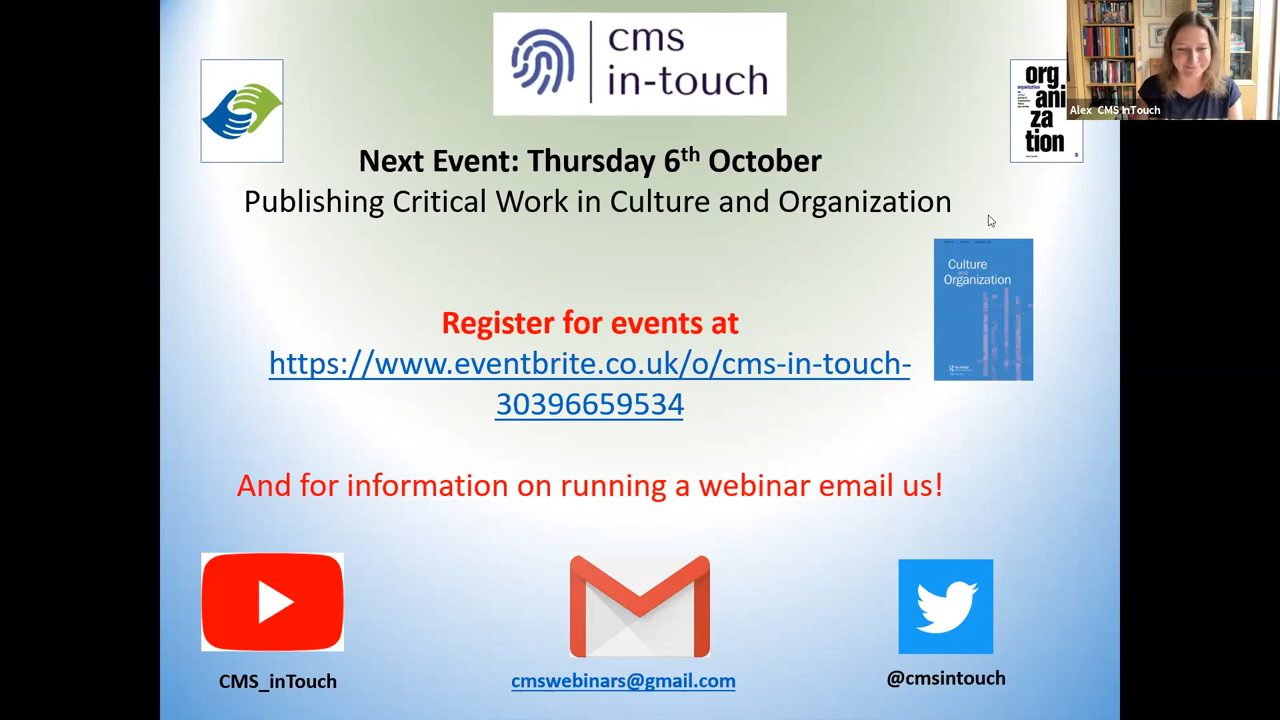 cms
in-touch
org
organization
ani
za
tion
Alex CMS InTouch
Next Event: Thursday 6th October
Publishing Critical Work in Culture and Organization
Culture
and
Organization
Register for events at
https://www.eventbrite.co.uk/o/cms-in-touch-
30396659534
And for information on running a webinar email us!
CMS_inTouch
cmswebinars@gmail.com
@cmsintouch